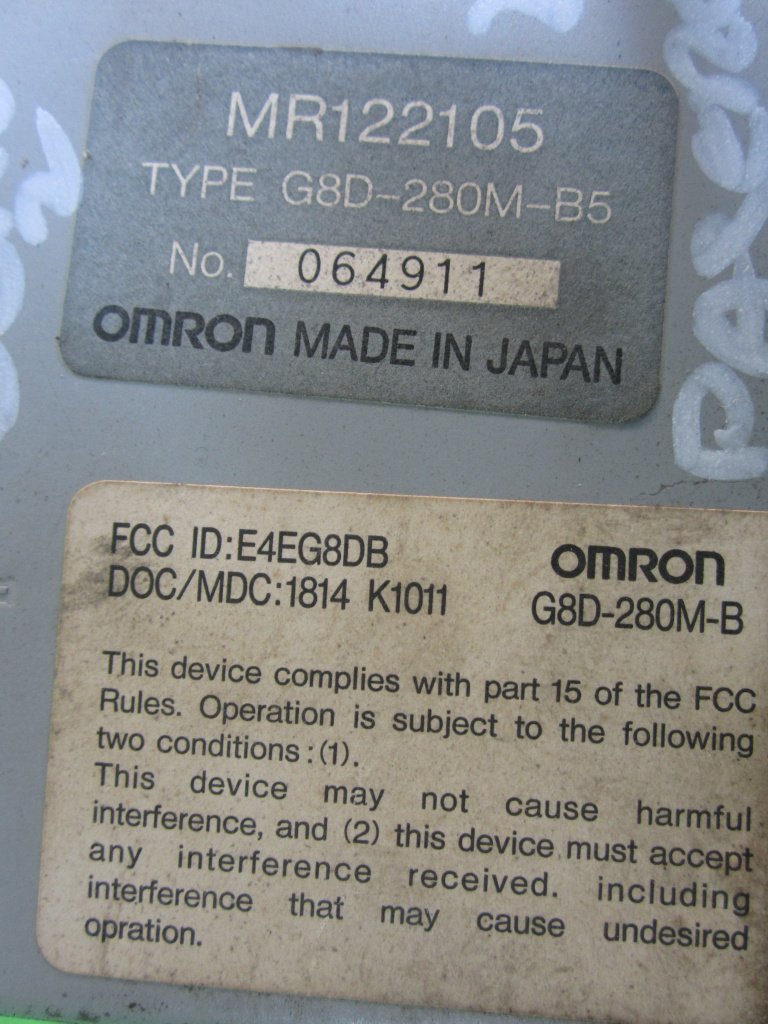 MR122105
TYPE G8D-280M-B5
No. 064911
OMRON MADE IN JAPAN
FCC ID:E4EG8DB
DOC/MDC:1814 K1011
OMRON
G8D-280M-B
This device complies with part 15 of the FCC
Rules. Operation is subject to the following
two conditions : (1).
This device may not cause harmful
interference, and (2) this device must accept
any interference received. including
interference that may cause undesired
opration.